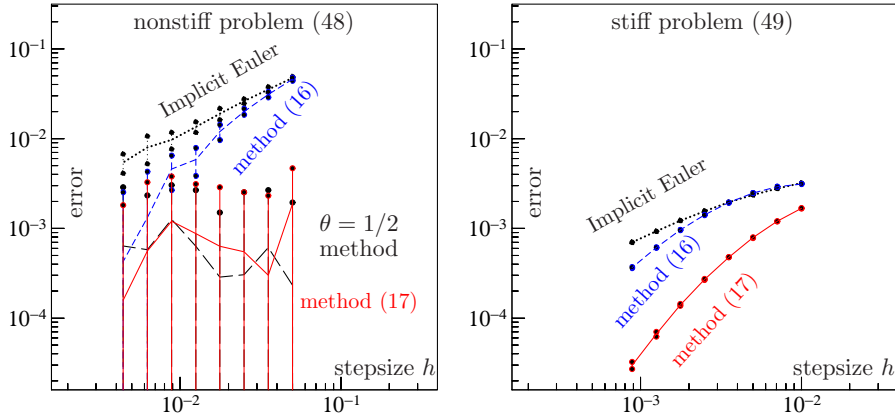 nonstiff problem (48)
10⁻¹
Implicit Euler
method (16)
10⁻²
error
10⁻³
θ = 1/2
method
method (17)
10⁻⁴
stepsize h
10⁻²
10⁻¹
stiff problem (49)
10⁻¹
10⁻²
error
Implicit Euler
10⁻³
method (16)
method (17)
10⁻⁴
stepsize h
10⁻³
10⁻²